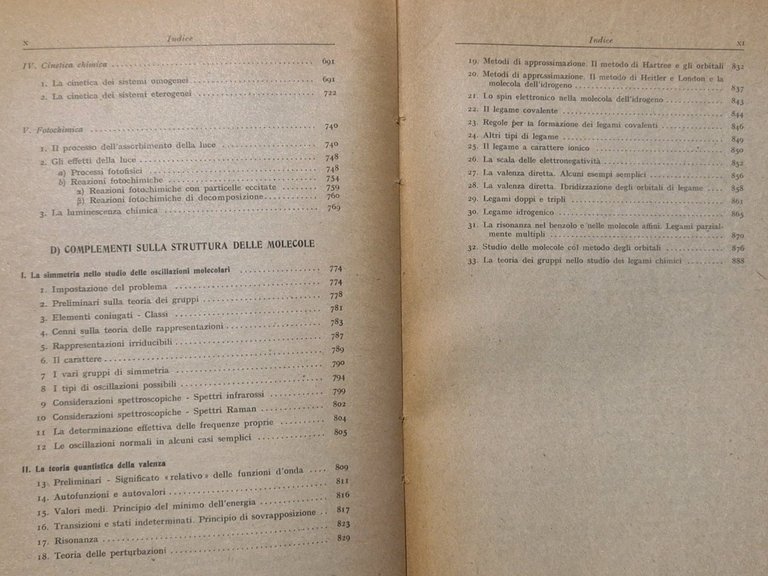 x Indice
IV. Cinetica chimica 691
1. La cinetica dei sistemi omogenei 691
2. La cinetica dei sistemi eterogenei 722
V. Fotochimica 740
1. Il processo dell'assorbimento della luce 740
2. Gli effetti della luce 748
a) Processi fotofisici 748
b) Reazioni fotochimiche 754
α) Reazioni fotochimiche con particelle eccitate 759
β) Reazioni fotochimiche di decomposizione 760
3. La luminescenza chimica 769
D) COMPLEMENTI SULLA STRUTTURA DELLE MOLECOLE
I. La simmetria nello studio delle oscillazioni molecolari 774
1 Impostazione del problema 774
2. Preliminari sulla teoria dei gruppi 778
3. Elementi coniugati - Classi 781
4. Cenni sulla teoria delle rappresentazioni 783
5. Rappresentazioni irriducibili 787
6. Il carattere 789
7 I vari gruppi di simmetria 790
8 I tipi di oscillazioni possibili 794
9 Considerazioni spettroscopiche - Spettri infrarossi 799
10 Considerazioni spettroscopiche - Spettri Raman 802
11 La determinazione effettiva delle frequenze proprie 804
12 Le oscillazioni normali in alcuni casi semplici 805
II. La teoria quantistica della valenza 809
13. Preliminari - Significato «relativo» delle funzioni d'onda 809
14. Autofunzioni e autovalori 811
15. Valori medi. Principio del minimo dell'energia 816
16. Transizioni e stati indeterminati. Principio di sovrapposizione 817
17. Risonanza 823
18. Teoria delle perturbazioni 829
Indice XI
19. Metodi di approssimazione. Il metodo di Hartree e gli orbitali 832
20. Metodi di approssimazione. Il metodo di Heitler e London e la
molecola dell'idrogeno 837
21. Lo spin elettronico nella molecola dell'idrogeno 843
22. Il legame covalente 844
23. Regole per la formazione dei legami covalenti 846
24. Altri tipi di legame 849
25. Il legame a carattere ionico 850
26. La scala delle elettronegatività 852
27. La valenza diretta. Alcuni esempi semplici 856
28. La valenza diretta. Ibridizzazione degli orbitali di legame 858
29. Legami doppi e tripli 861
30. Legame idrogenico 865
31. La risonanza nel benzolo e nelle molecole affini. Legami parzial-
mente multipli 870
32. Studio delle molecole col metodo degli orbitali 876
33. La teoria dei gruppi nello studio dei legami chimici 888